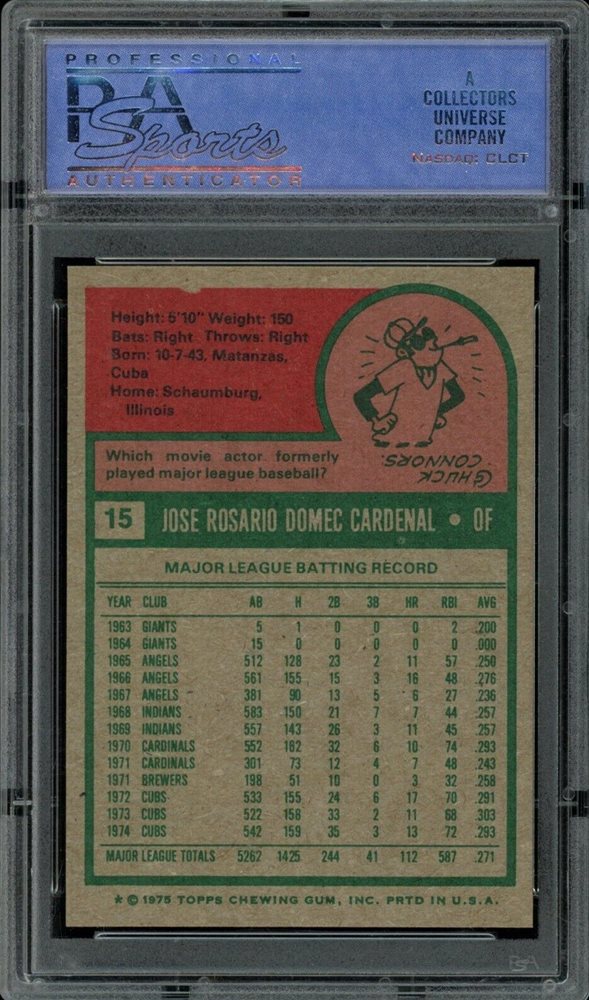 PROFESSIONAL
PSA
Sports
AUTHENTICATOR
A
COLLECTORS
UNIVERSE
COMPANY
NASDAQ: CLCT
Height: 5'10" Weight: 150
Bats: Right Throws: Right
Born: 10-7-43, Matanzas,
Cuba
Home: Schaumburg,
Illinois
Which movie actor formerly
played major league baseball?
CHUCK
CONNORS.
15 JOSE ROSARIO DOMEC CARDENAL • OF
MAJOR LEAGUE BATTING RECORD
YEAR CLUB AB H 2B 3B HR RBI AVG
1963 GIANTS 5 1 0 0 0 2 .200
1964 GIANTS 15 0 0 0 0 0 .000
1965 ANGELS 512 128 23 2 11 57 .250
1966 ANGELS 561 155 15 3 16 48 .276
1967 ANGELS 381 90 13 5 6 27 .236
1968 INDIANS 583 150 21 7 7 44 .257
1969 INDIANS 557 143 26 3 11 45 .257
1970 CARDINALS 552 162 32 6 10 74 .293
1971 CARDINALS 301 73 12 4 7 48 .243
1971 BREWERS 198 51 10 0 3 32 .258
1972 CUBS 533 155 24 6 17 70 .291
1973 CUBS 522 158 33 2 11 68 .303
1974 CUBS 542 159 35 3 13 72 .293
MAJOR LEAGUE TOTALS 5262 1425 244 41 112 587 .271
* © 1975 TOPPS CHEWING GUM, INC. PRTD IN U.S.A.
PSA